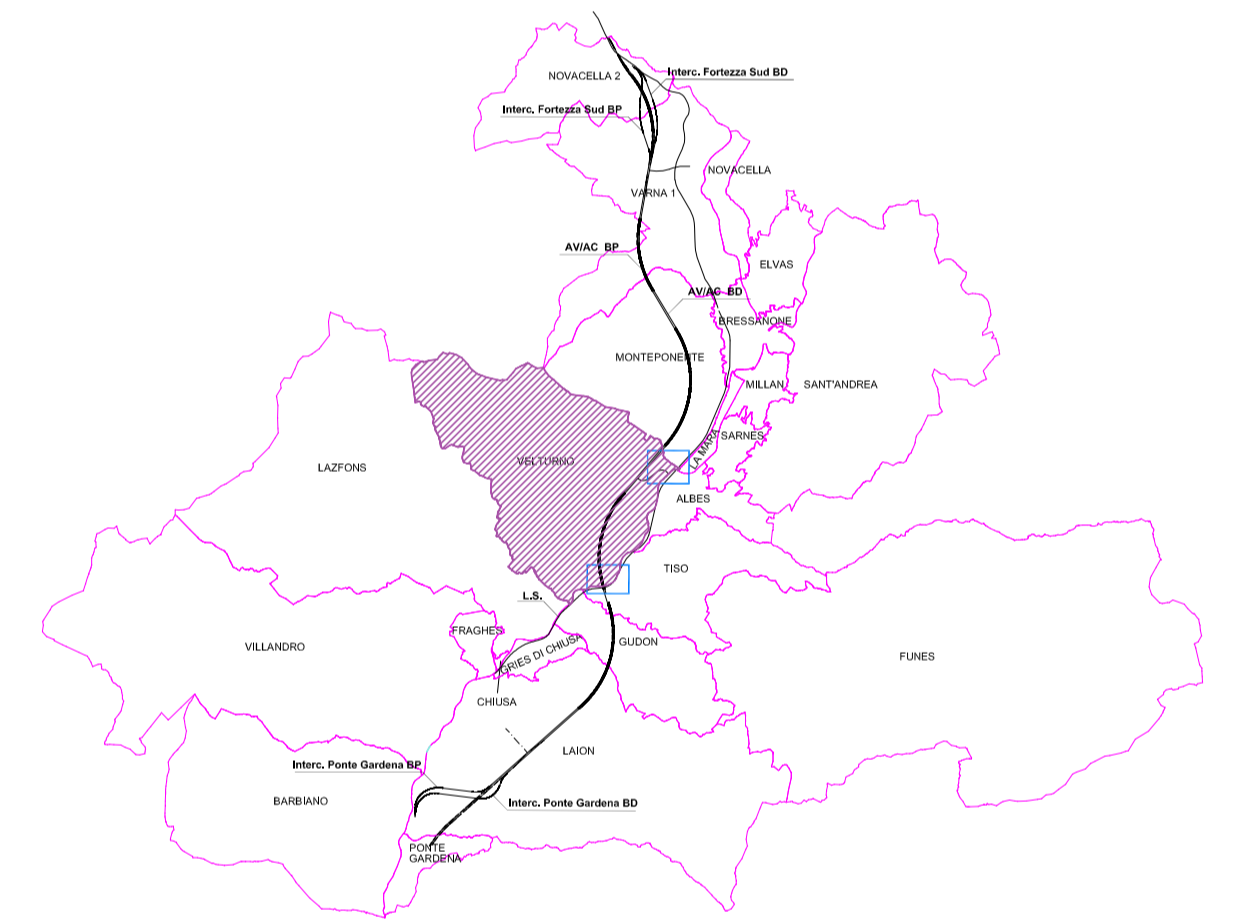 NOVACELLA 2
Interc. Fortezza Sud BD
Interc. Fortezza Sud BP
NOVACELLA
VARNA 1
AV/AC BP
ELVAS
AV/AC BD
BRESSANONE
MONTEPONENTE
MILLAN
SANT'ANDREA
SARNES
LA MARA
VELTURNO
LAZFONS
ALBES
TISO
L.S.
FRAGHES
GRIES DI CHIUSA
GUDON
VILLANDRO
FUNES
CHIUSA
LAION
Interc. Ponte Gardena BP
BARBIANO
Interc. Ponte Gardena BD
PONTE
GARDENA